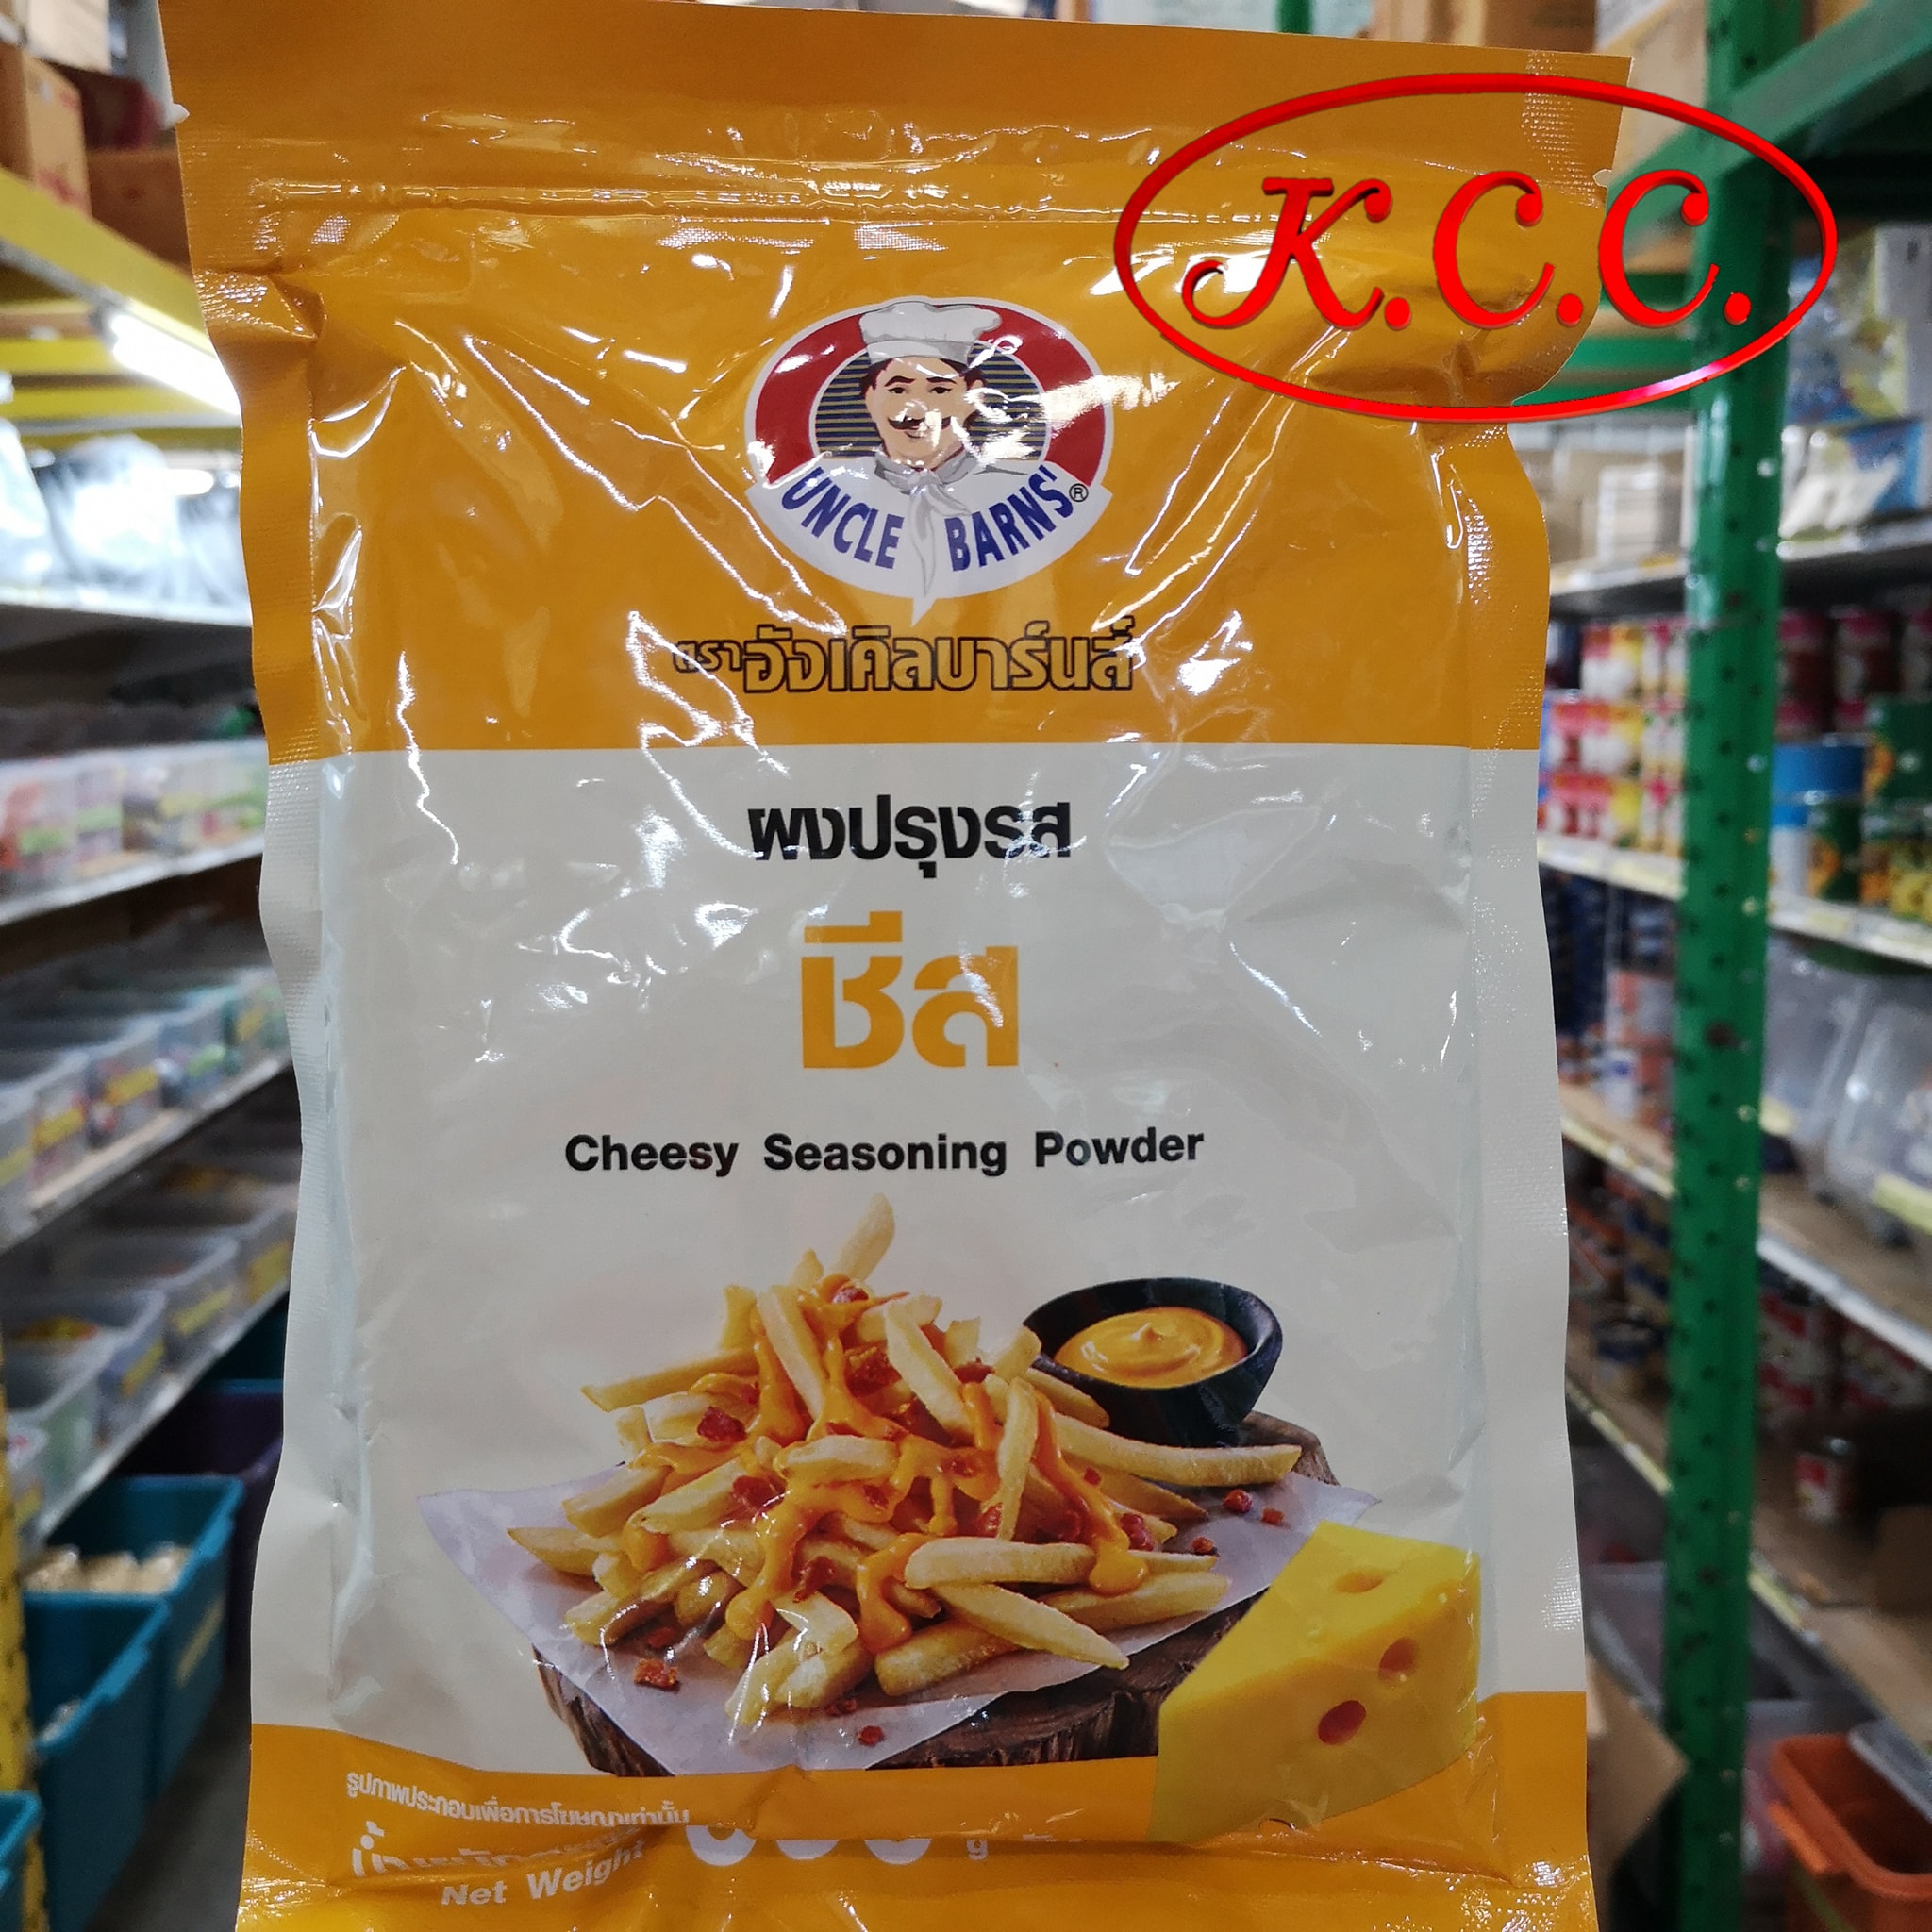 K.C.C.
UNCLE BARNS'®
ตราอังเคิลบาร์นส์
ผงปรุงรส
ชีส
Cheesy Seasoning Powder
รูปภาพประกอบเพื่อการโฆษณาเท่านั้น
g
Net Weight